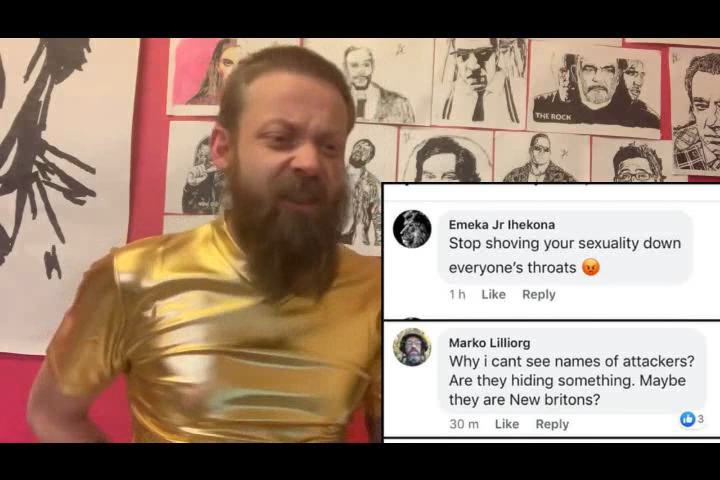 THE ROCK
Emeka Jr Ihekona
Stop shoving your sexuality down
everyone's throats 😡
1 h Like Reply
Marko Lilliorg
Why i cant see names of attackers?
Are they hiding something. Maybe
they are New britons?
30 m Like Reply
3